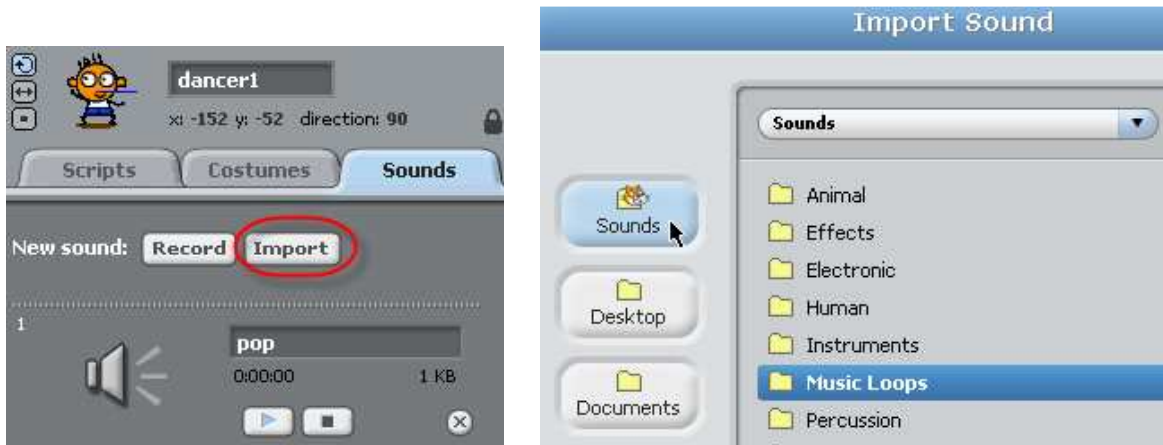 dancer1
x: -152 y: -52 direction: 90
Scripts Costumes Sounds
New sound: Record Import
1
pop
0:00:00 1 KB
Import Sound
Sounds
Sounds
Desktop
Documents
Animal
Effects
Electronic
Human
Instruments
Music Loops
Percussion